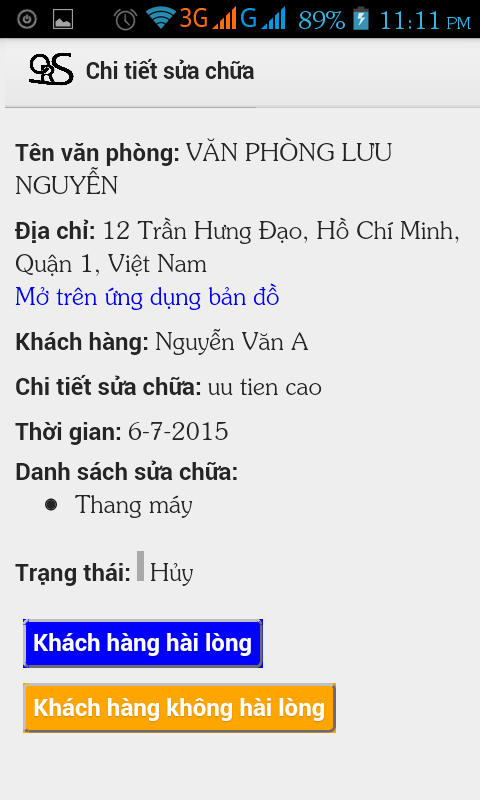 3G G 89% 11:11 PM
QRS Chi tiết sửa chữa
Tên văn phòng: VĂN PHÒNG LƯU
NGUYỄN
Địa chỉ: 12 Trần Hưng Đạo, Hồ Chí Minh,
Quận 1, Việt Nam
Mở trên ứng dụng bản đồ
Khách hàng: Nguyễn Văn A
Chi tiết sửa chữa: uu tien cao
Thời gian: 6-7-2015
Danh sách sửa chữa:
• Thang máy
Trạng thái: Hủy
Khách hàng hài lòng
Khách hàng không hài lòng